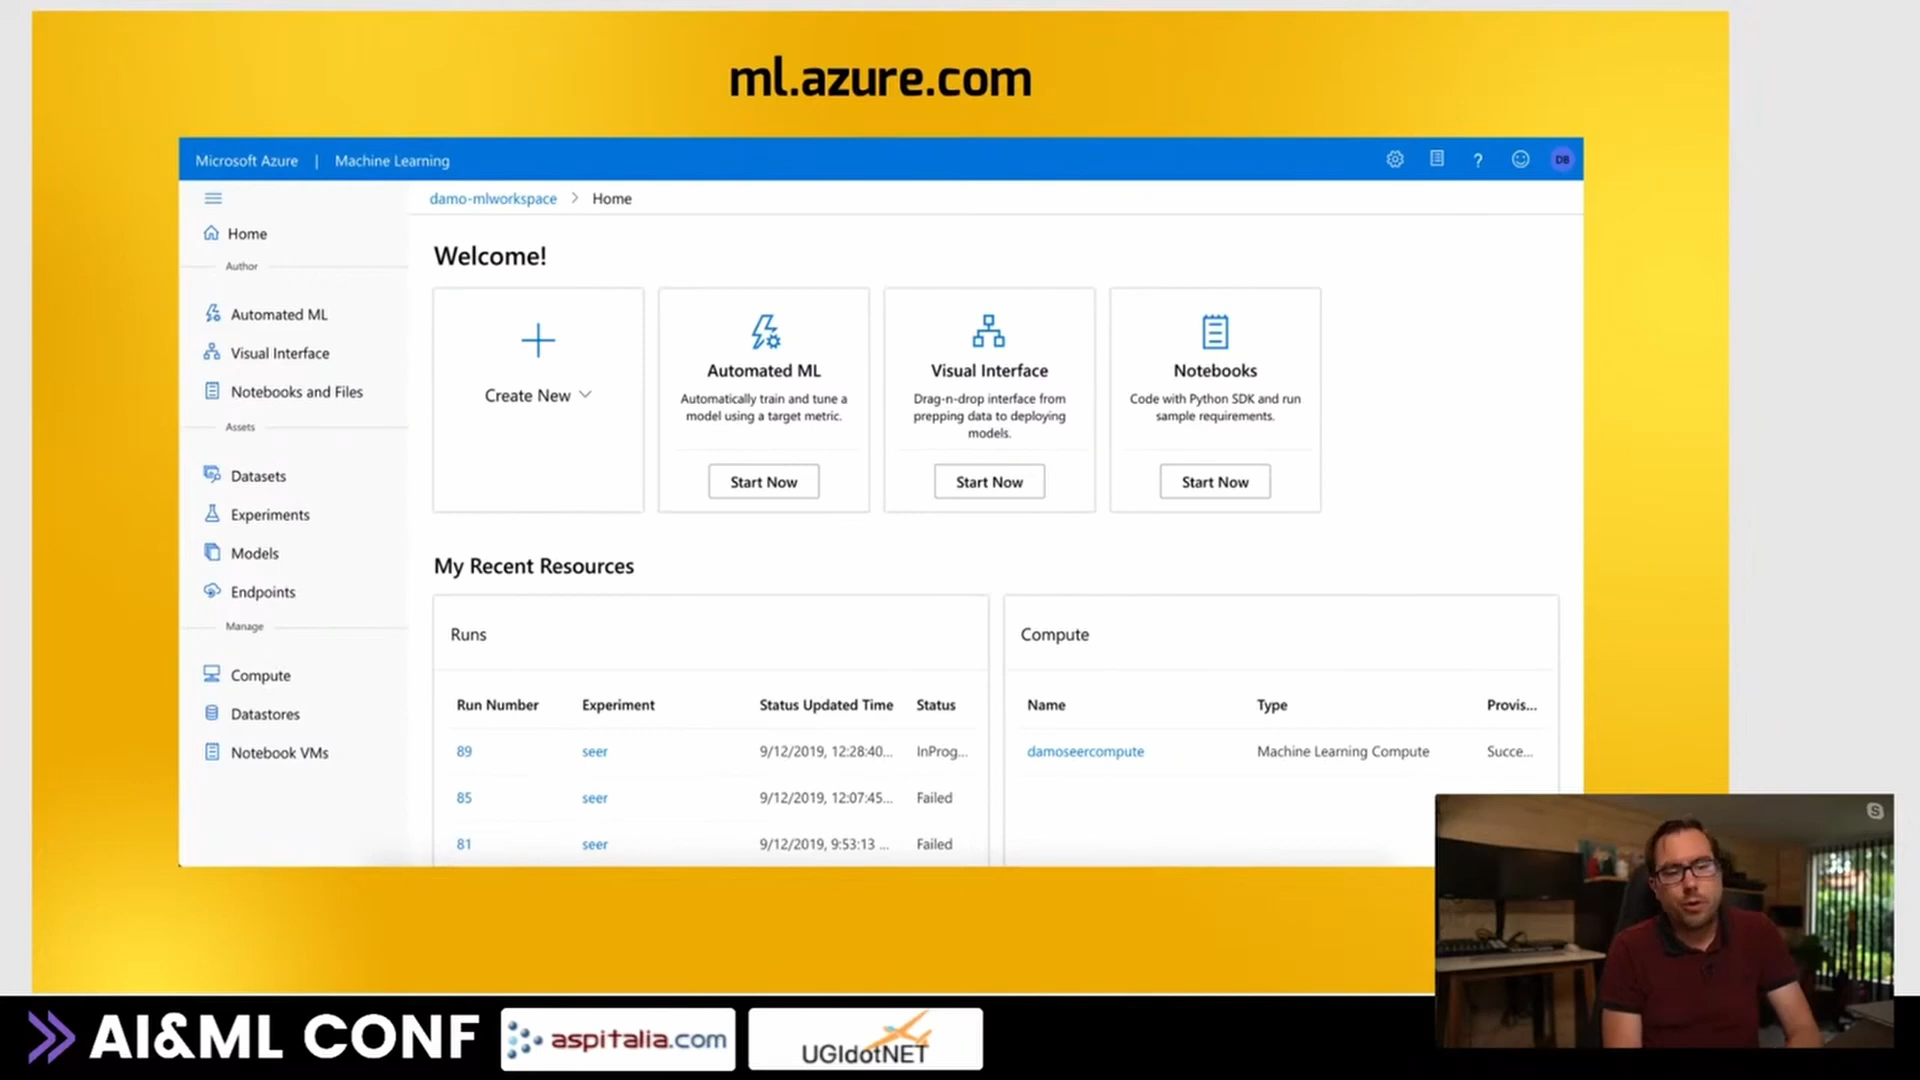 ml.azure.com
Microsoft Azure | Machine Learning
? DB
damo-mlworkspace > Home
Home
Author
Automated ML
Visual Interface
Notebooks and Files
Assets
Datasets
Experiments
Models
Endpoints
Manage
Compute
Datastores
Notebook VMs
Welcome!
Create New
Automated ML
Automatically train and tune a
model using a target metric.
Start Now
Visual Interface
Drag-n-drop interface from
prepping data to deploying
models.
Start Now
Notebooks
Code with Python SDK and run
sample requirements.
Start Now
My Recent Resources
Runs
Run Number Experiment Status Updated Time Status
89 seer 9/12/2019, 12:28:40... InProg...
85 seer 9/12/2019, 12:07:45... Failed
81 seer 9/12/2019, 9:53:13 ... Failed
Compute
Name Type Provis...
damoseercompute Machine Learning Compute Succe...
S
AI&ML CONF
aspitalia.com
UGIdotNET